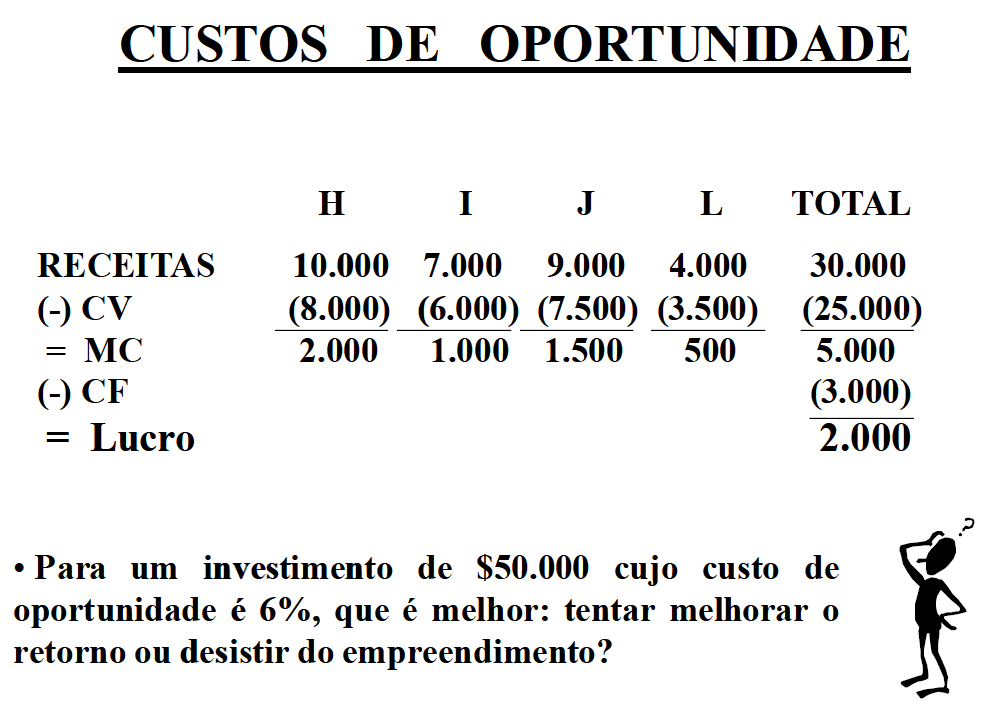 CUSTOS DE OPORTUNIDADE
H I J L TOTAL
RECEITAS 10.000 7.000 9.000 4.000 30.000
(-) CV (8.000) (6.000) (7.500) (3.500) (25.000)
= MC 2.000 1.000 1.500 500 5.000
(-) CF (3.000)
= Lucro 2.000
• Para um investimento de $50.000 cujo custo de
oportunidade é 6%, que é melhor: tentar melhorar o
retorno ou desistir do empreendimento?
?